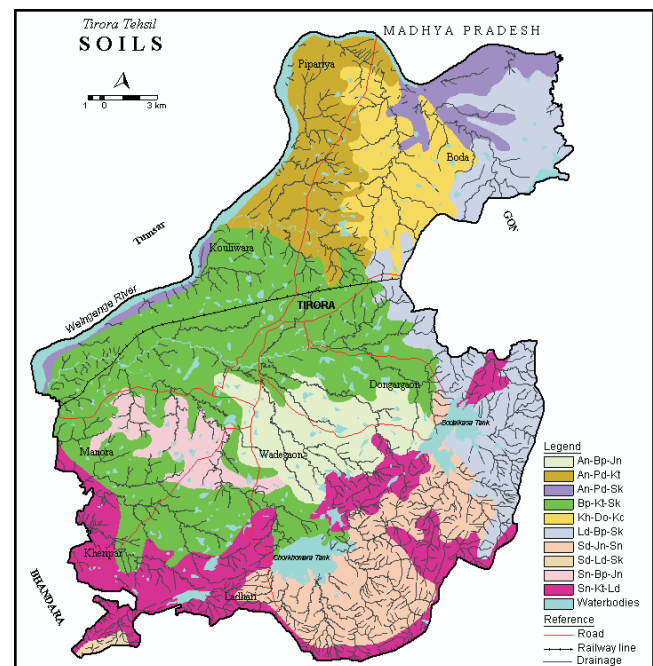 Tirora Tehsil
SOILS
MADHYA PRADESH
1 0 3 km
Pipariya
Boda
GON
Tumsar
Kouliwara
Waingenga River
TIRORA
Dongargaon
Bodalkasa Tank
Manora
Wadegaon
Khenpar
Chorkhamara Tank
Ladhari
BHANDARA
Legend
An-Bp-Jn
An-Pd-Kt
An-Pd-Sk
Bp-Kt-Sk
Kh-Do-Kc
Ld-Bp-Sk
Sd-Jn-Sn
Sd-Ld-Sk
Sn-Bp-Jn
Sn-Kt-Ld
Waterbodies
Reference
Road
Railway line
Drainage